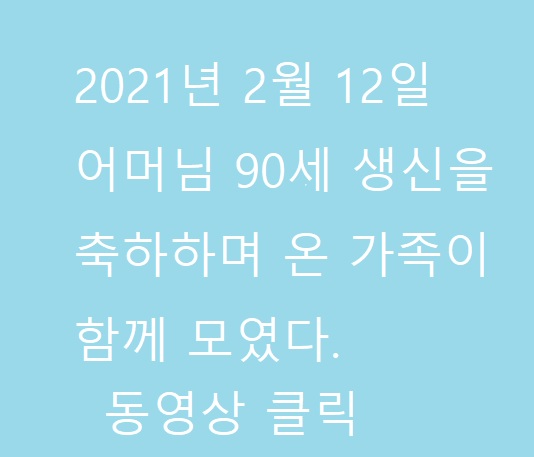 2021년 2월 12일
어머님 90세 생신을
축하하며 온 가족이
함께 모였다.
동영상 클릭